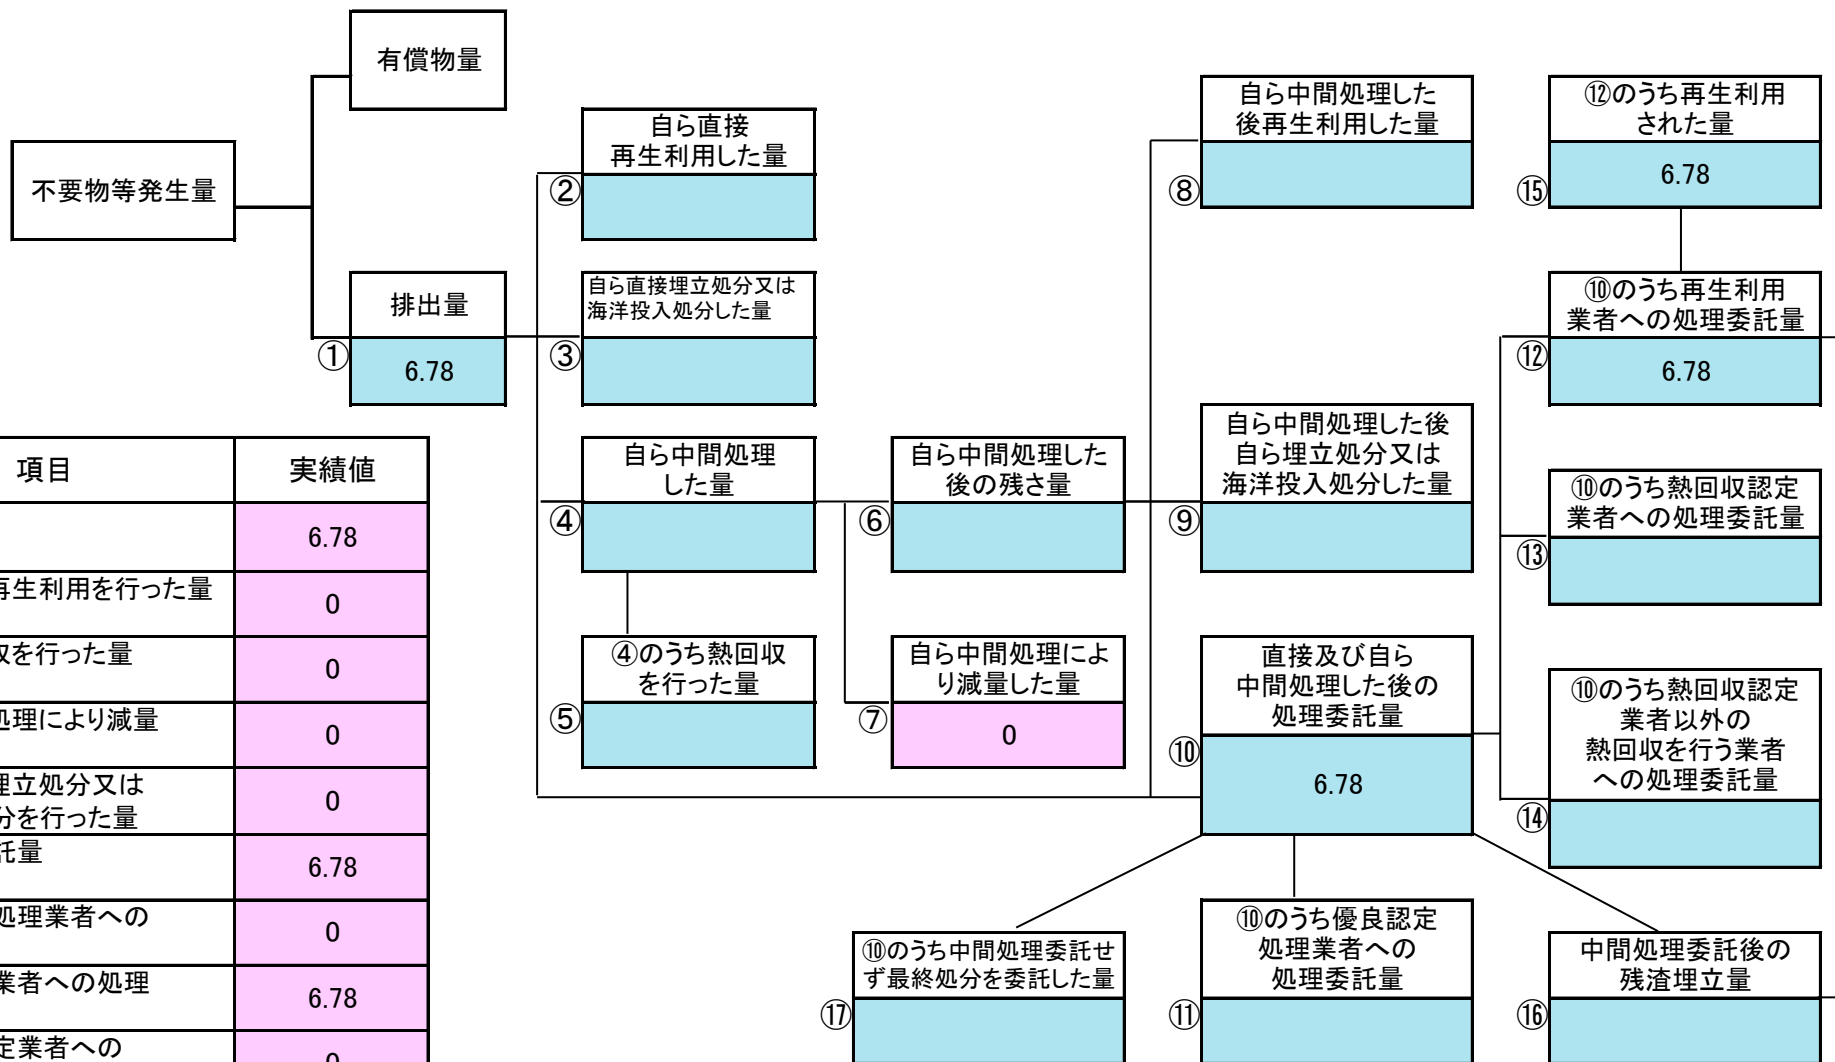 有償物量
不要物等発生量
排出量
①
6.78
自ら直接
再生利用した量
②
自ら直接埋立処分又は
海洋投入処分した量
③
自ら中間処理
した量
④
④のうち熱回収
を行った量
⑤
自ら中間処理した
後の残さ量
⑥
自ら中間処理によ
り減量した量
⑦
0
自ら中間処理した
後再生利用した量
⑧
自ら中間処理した後
自ら埋立処分又は
海洋投入処分した量
⑨
直接及び自ら
中間処理した後の
処理委託量
⑩
6.78
⑫のうち再生利用
された量
⑮
6.78
⑩のうち再生利用
業者への処理委託量
⑫
6.78
⑩のうち熱回収認定
業者への処理委託量
⑬
⑩のうち熱回収認定
業者以外の
熱回収を行う業者
への処理委託量
⑭
⑩のうち中間処理委託せ
ず最終処分を委託した量
⑰
⑩のうち優良認定
処理業者への
処理委託量
⑪
中間処理委託後の
残渣埋立量
⑯
項目 実績値
6.78
再生利用を行った量 0
を行った量 0
処理により減量 0
埋立処分又は
分を行った量 0
託量 6.78
処理業者への 0
業者への処理 6.78
定業者への 0